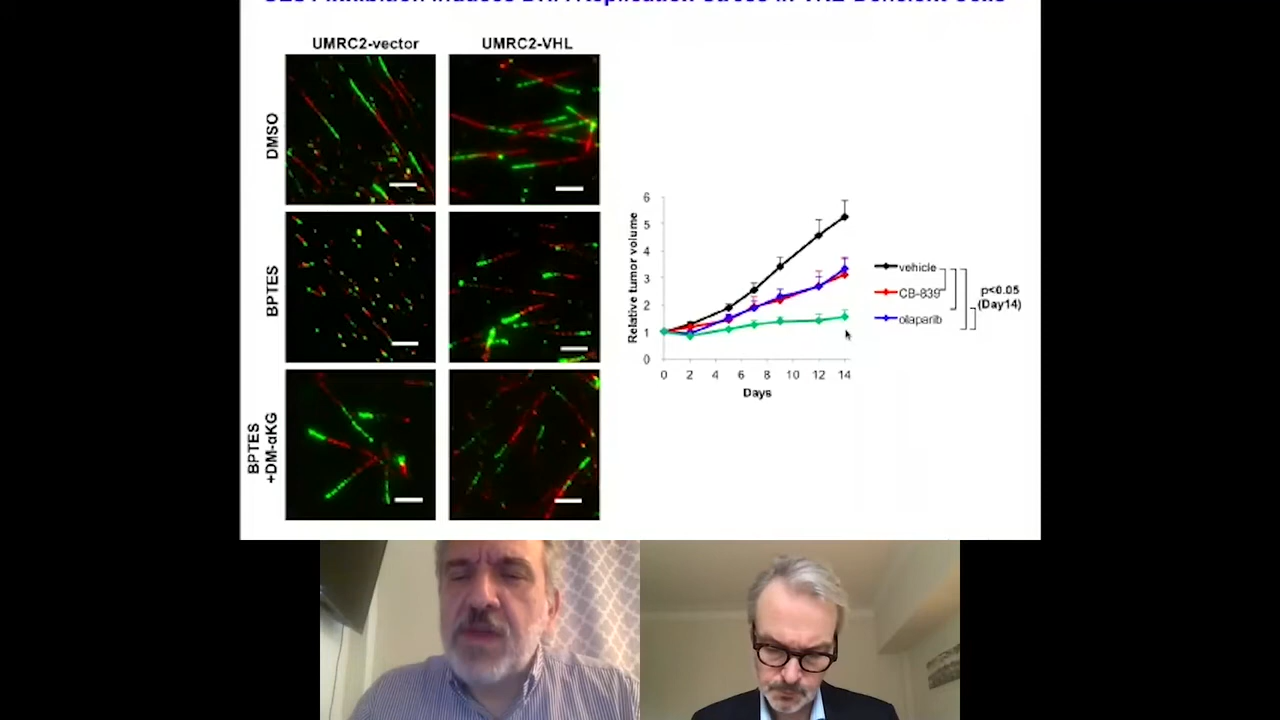 UMRC2-vector UMRC2-VHL
DMSO
BPTES
BPTES
+DM-αKG
Relative tumor volume
6
5
4
3
2
1
0
0 2 4 6 8 10 12 14
Days
vehicle
CB-839
olaparib
p<0.05
(Day14)